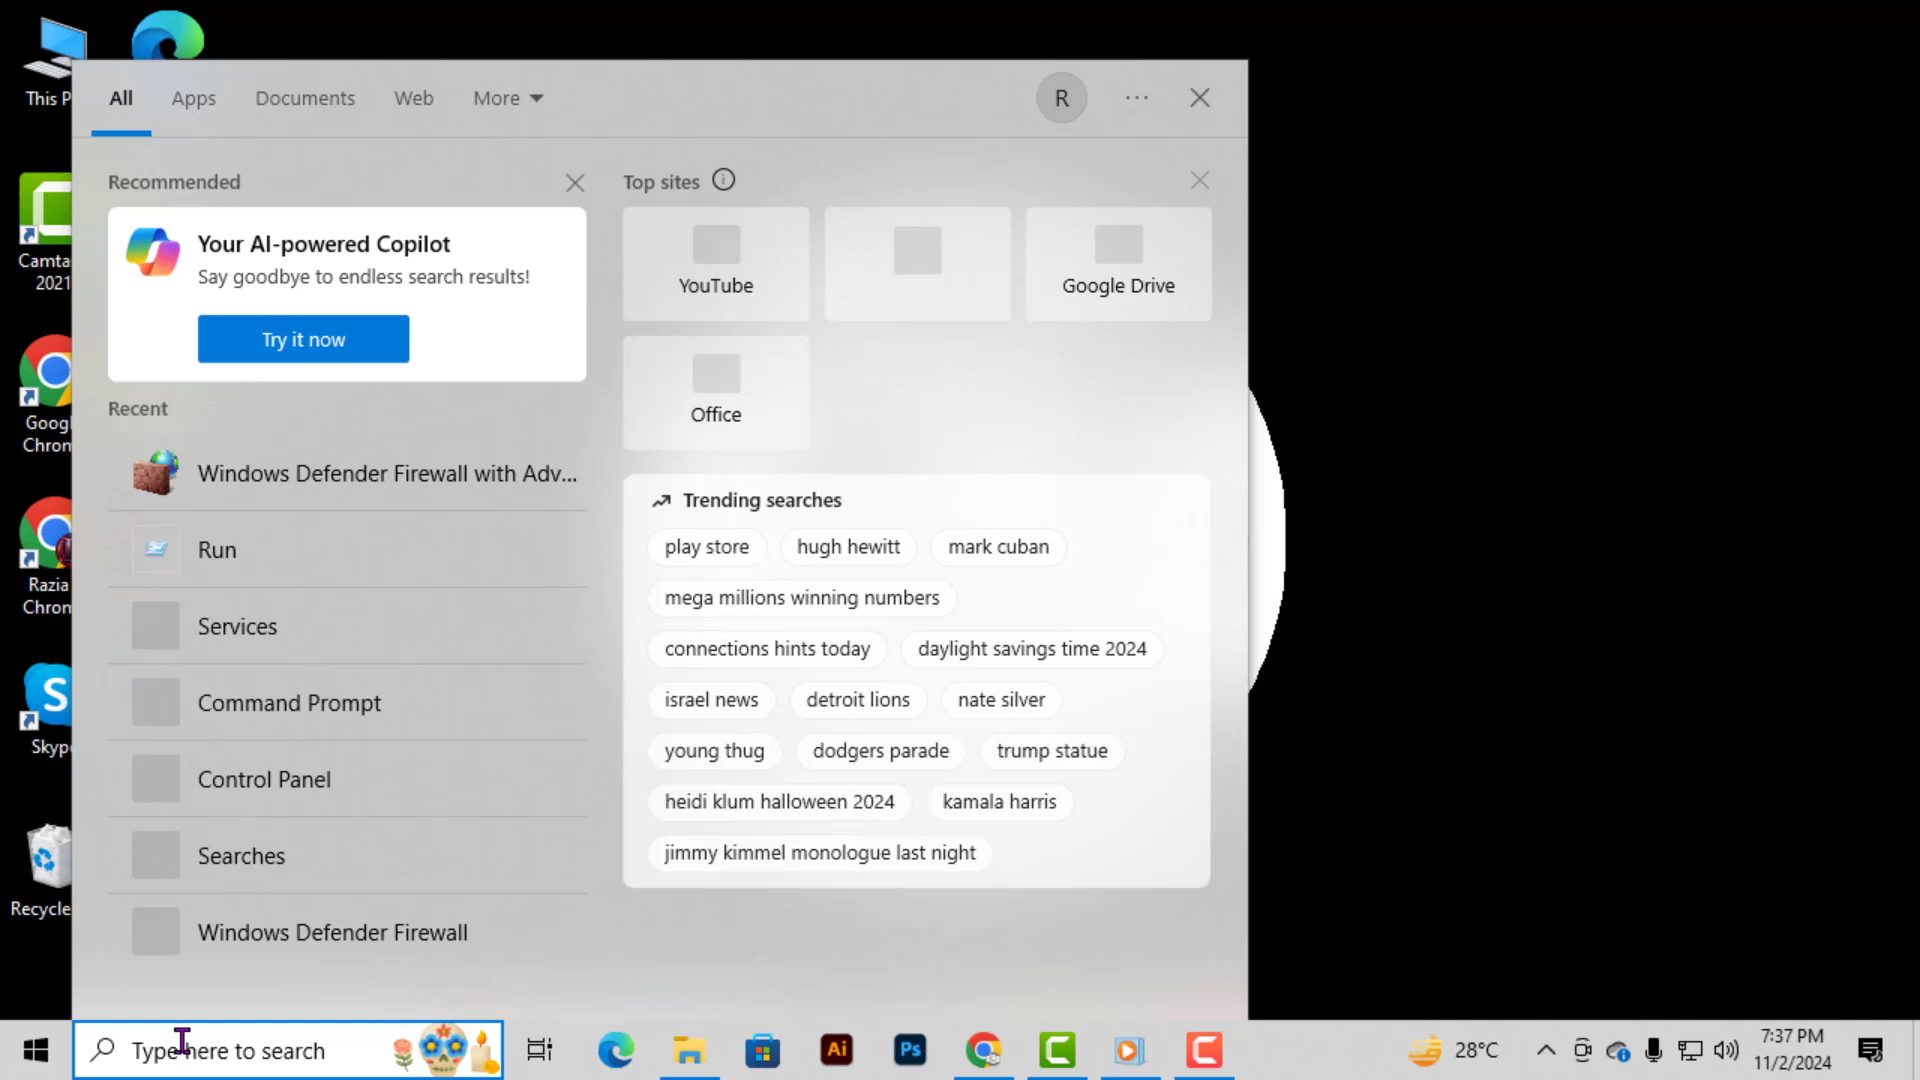 This P
All
Apps
Documents
Web
More
R
Recommended
Your AI-powered Copilot
Say goodbye to endless search results!
Try it now
Top sites
YouTube
Google Drive
Office
Recent
Windows Defender Firewall with Adv...
Run
Services
Command Prompt
Control Panel
Searches
Windows Defender Firewall
Trending searches
play store
hugh hewitt
mark cuban
mega millions winning numbers
connections hints today
daylight savings time 2024
israel news
detroit lions
nate silver
young thug
dodgers parade
trump statue
heidi klum halloween 2024
kamala harris
jimmy kimmel monologue last night
Camta
2021
Googl
Chron
Razia
Chron
S
Skype
Recycle
Type here to search
Ai
Ps
28°C
7:37 PM
11/2/2024